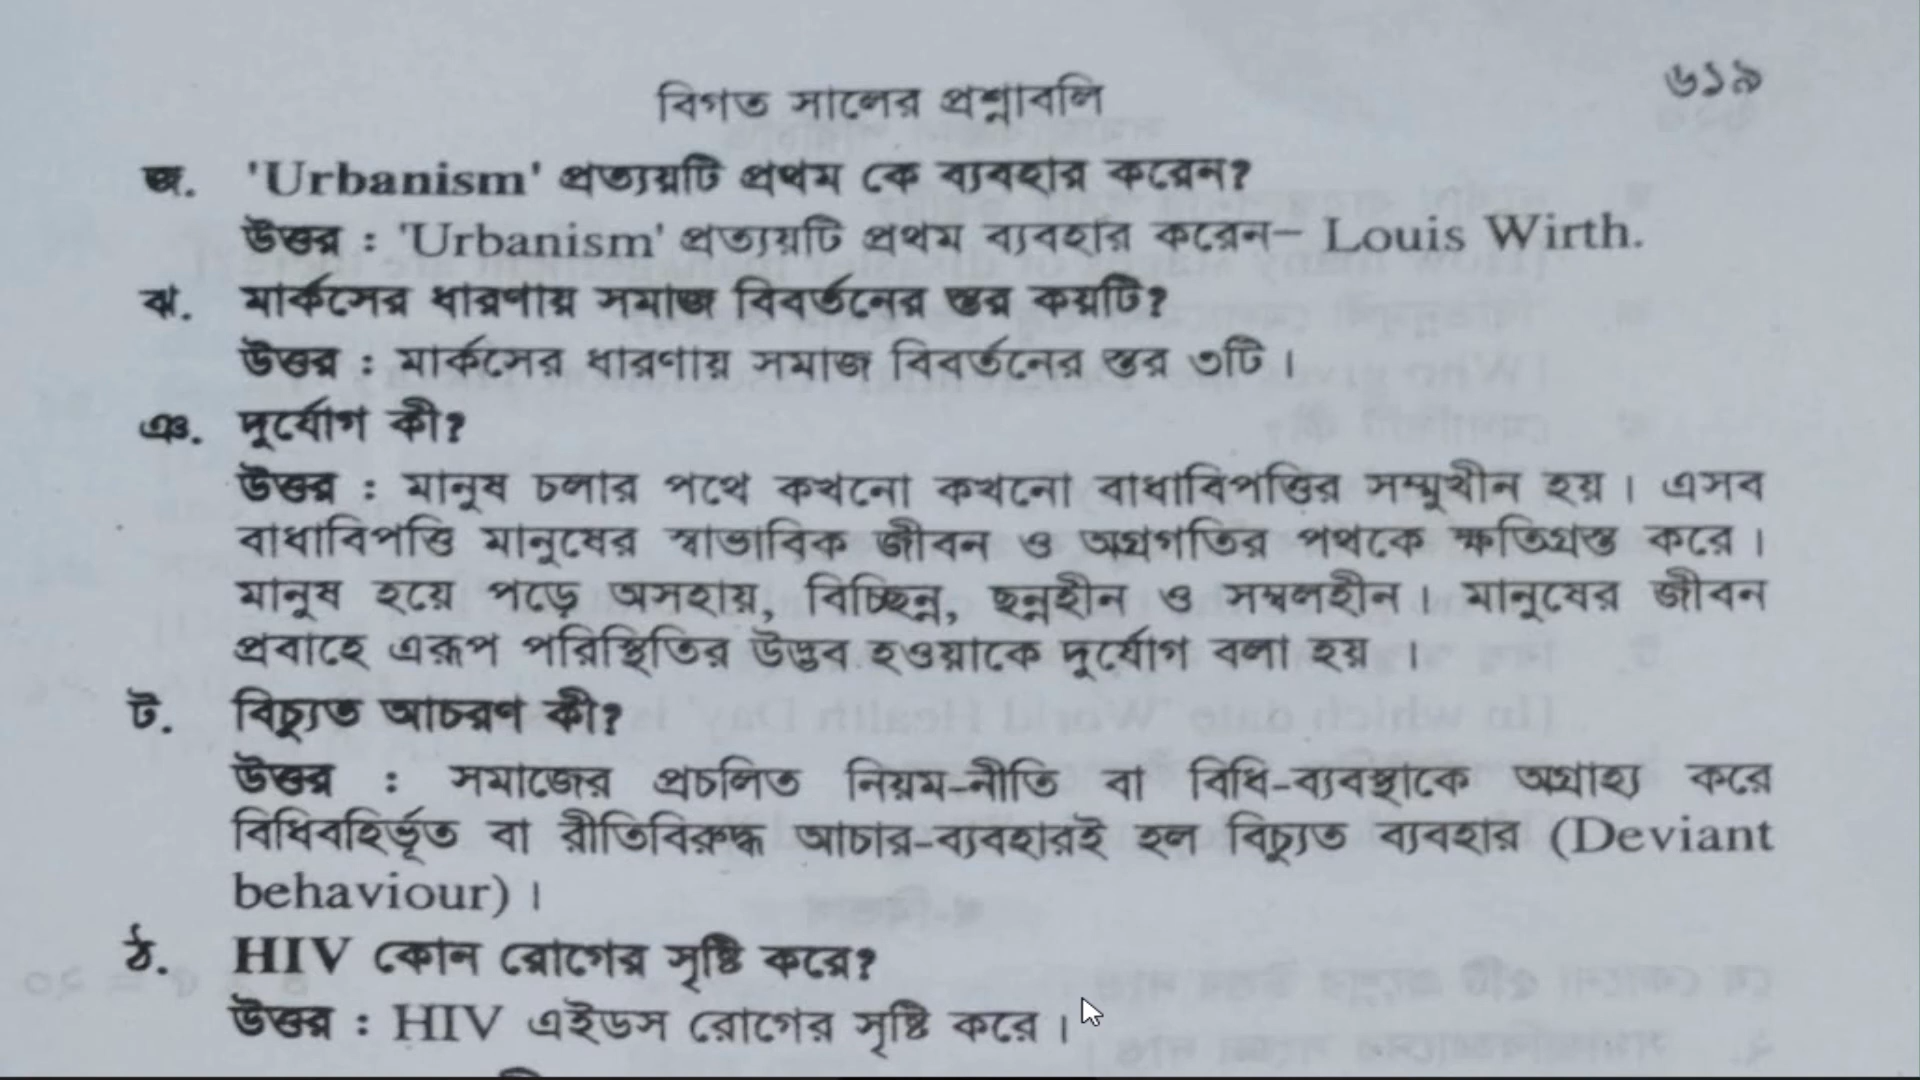 ৬১৯
বিগত সালের প্রশ্নাবলি
জ. 'Urbanism' প্রত্যয়টি প্রথম কে ব্যবহার করেন?
উত্তর : 'Urbanism' প্রত্যয়টি প্রথম ব্যবহার করেন– Louis Wirth.
ঝ. মার্কসের ধারণায় সমাজ বিবর্তনের স্তর কয়টি?
উত্তর : মার্কসের ধারণায় সমাজ বিবর্তনের স্তর ৩টি।
ঞ. দুর্যোগ কী?
উত্তর : মানুষ চলার পথে কখনো কখনো বাধাবিপত্তির সম্মুখীন হয়। এসব
বাধাবিপত্তি মানুষের স্বাভাবিক জীবন ও অগ্রগতির পথকে ক্ষতিগ্রস্ত করে।
মানুষ হয়ে পড়ে অসহায়, বিচ্ছিন্ন, ছন্নহীন ও সম্বলহীন। মানুষের জীবন
প্রবাহে এরূপ পরিস্থিতির উদ্ভব হওয়াকে দুর্যোগ বলা হয় ।
ট. বিচ্যুত আচরণ কী?
উত্তর : সমাজের প্রচলিত নিয়ম-নীতি বা বিধি-ব্যবস্থাকে অগ্রাহ্য করে
বিধিবহির্ভূত বা রীতিবিরুদ্ধ আচার-ব্যবহারই হল বিচ্যুত ব্যবহার (Deviant
behaviour)।
ঠ. HIV কোন রোগের সৃষ্টি করে?
উত্তর : HIV এইডস রোগের সৃষ্টি করে।